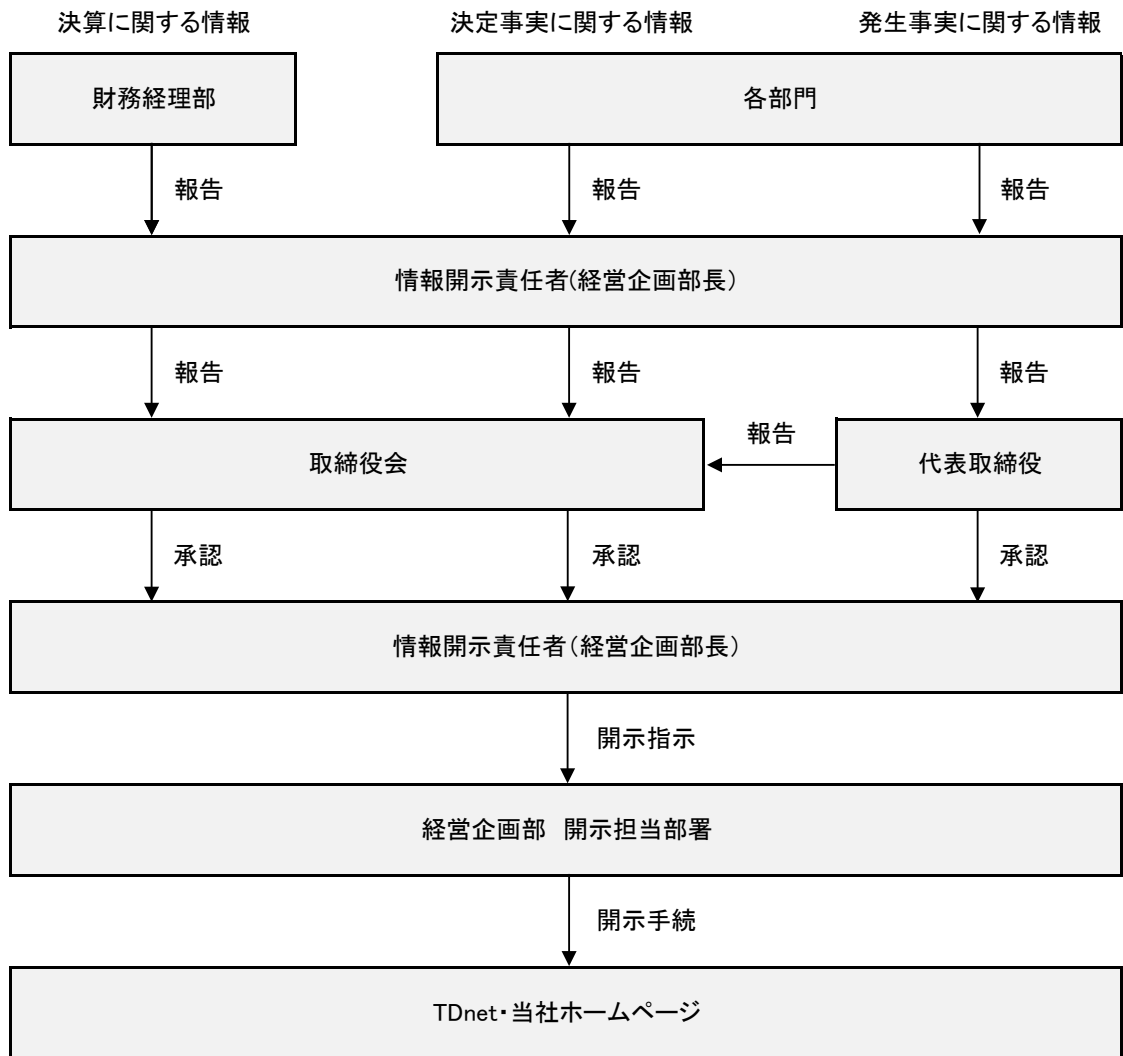 決算に関する情報
決定事実に関する情報
発生事実に関する情報
財務経理部
各部門
報告
報告
報告
情報開示責任者(経営企画部長)
報告
報告
報告
取締役会
報告
代表取締役
承認
承認
承認
情報開示責任者(経営企画部長)
開示指示
経営企画部　開示担当部署
開示手続
TDnet・当社ホームページ